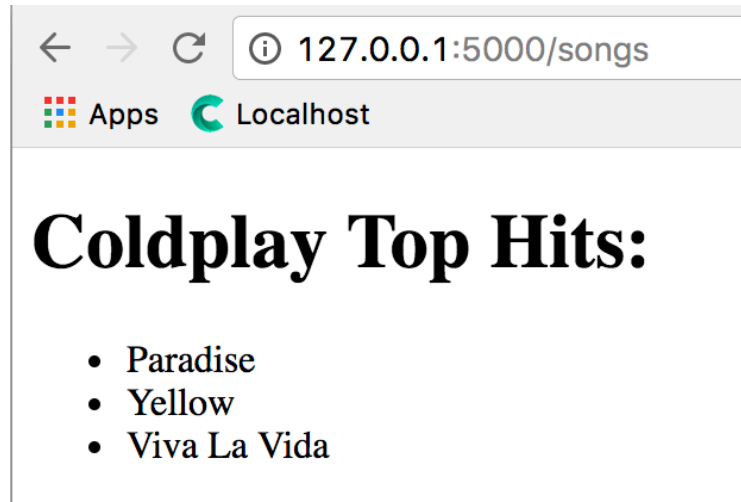 127.0.0.1:5000/songs
Apps Localhost
Coldplay Top Hits:
• Paradise
• Yellow
• Viva La Vida